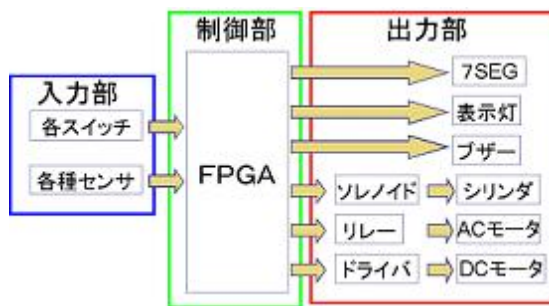 制御部
出力部
入力部
各スイッチ
各種センサ
FPGA
7SEG
表示灯
ブザー
ソレノイド
シリンダ
リレー
ACモータ
ドライバ
DCモータ